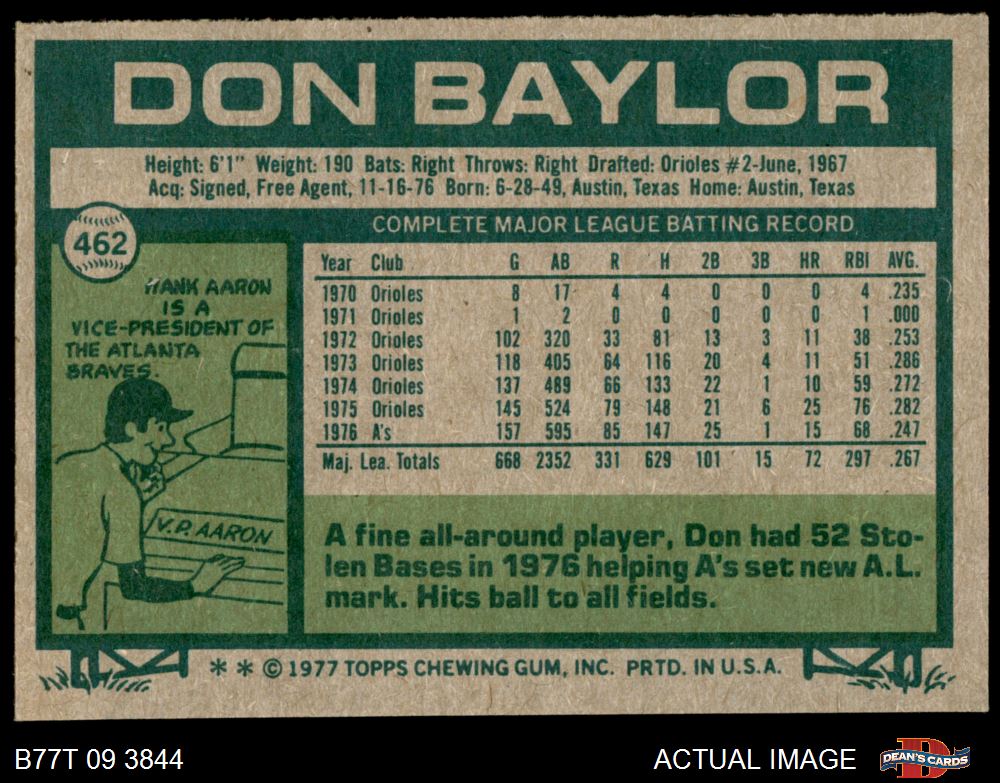 DON BAYLOR
Height: 6'1" Weight: 190 Bats: Right Throws: Right Drafted: Orioles #2-June, 1967
Acq: Signed, Free Agent, 11-16-76 Born: 6-28-49, Austin, Texas Home: Austin, Texas
462
HANK AARON
IS A
VICE-PRESIDENT OF
THE ATLANTA
BRAVES.
V.P. AARON
COMPLETE MAJOR LEAGUE BATTING RECORD
Year Club G AB R H 2B 3B HR RBI AVG.
1970 Orioles 8 17 4 4 0 0 0 4 .235
1971 Orioles 1 2 0 0 0 0 0 1 .000
1972 Orioles 102 320 33 81 13 3 11 38 .253
1973 Orioles 118 405 64 116 20 4 11 51 .286
1974 Orioles 137 489 66 133 22 1 10 59 .272
1975 Orioles 145 524 79 148 21 6 25 76 .282
1976 A's 157 595 85 147 25 1 15 68 .247
Maj. Lea. Totals 668 2352 331 629 101 15 72 297 .267
A fine all-around player, Don had 52 Sto-
len Bases in 1976 helping A's set new A.L.
mark. Hits ball to all fields.
* * © 1977 TOPPS CHEWING GUM, INC. PRTD. IN U.S.A.
B77T 09 3844
ACTUAL IMAGE
D
DEAN'S CARDS